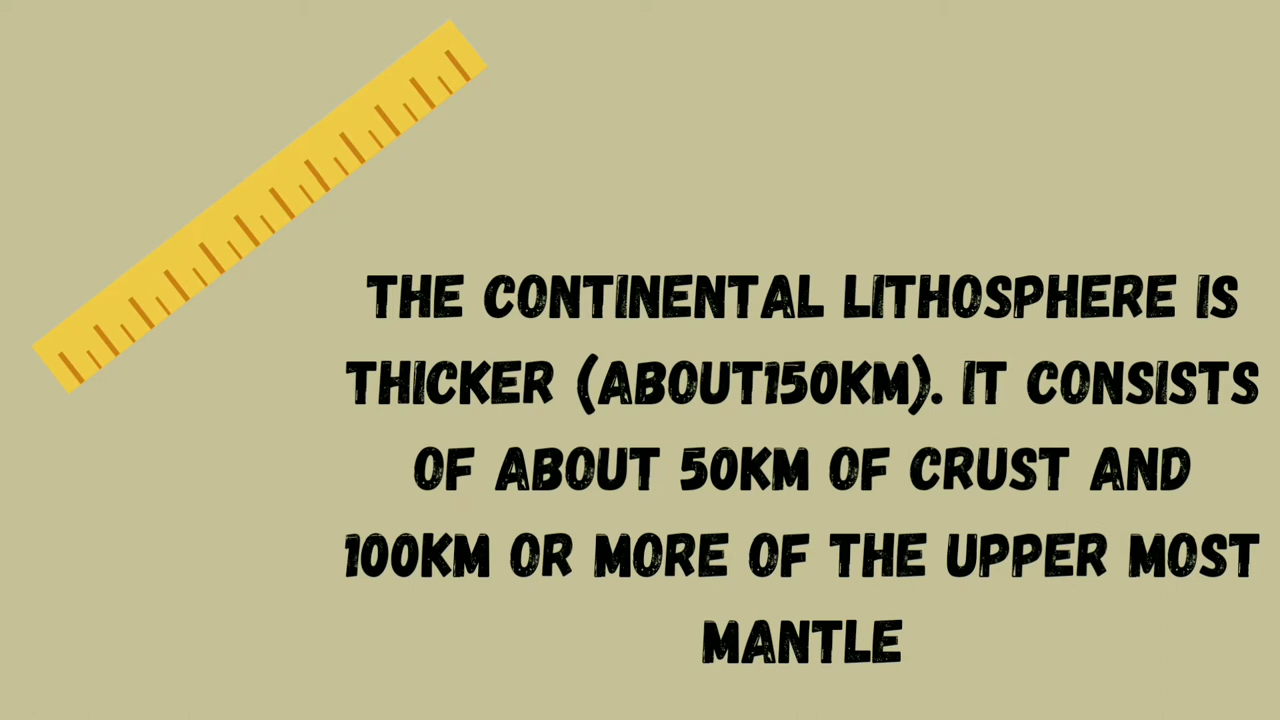 THE CONTINENTAL LITHOSPHERE IS
THICKER (ABOUT150KM). IT CONSISTS
OF ABOUT 50KM OF CRUST AND
100KM OR MORE OF THE UPPER MOST
MANTLE